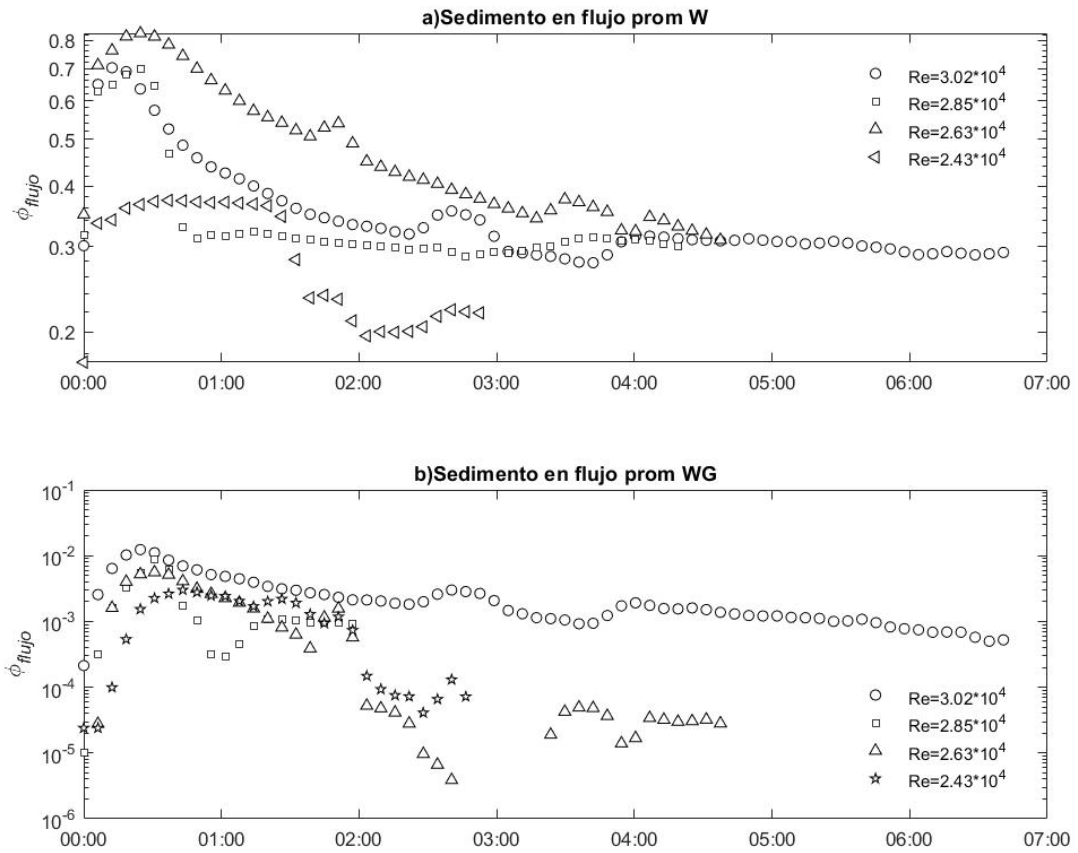 a)Sedimento en flujo prom W
0.8
0.7
0.6
0.5
0.4
0.3
0.2
ϕflujo
Re=3.02*10^4
Re=2.85*10^4
Re=2.63*10^4
Re=2.43*10^4
00:00 01:00 02:00 03:00 04:00 05:00 06:00 07:00
b)Sedimento en flujo prom WG
10^-1
10^-2
10^-3
10^-4
10^-5
10^-6
ϕflujo
Re=3.02*10^4
Re=2.85*10^4
Re=2.63*10^4
Re=2.43*10^4
00:00 01:00 02:00 03:00 04:00 05:00 06:00 07:00